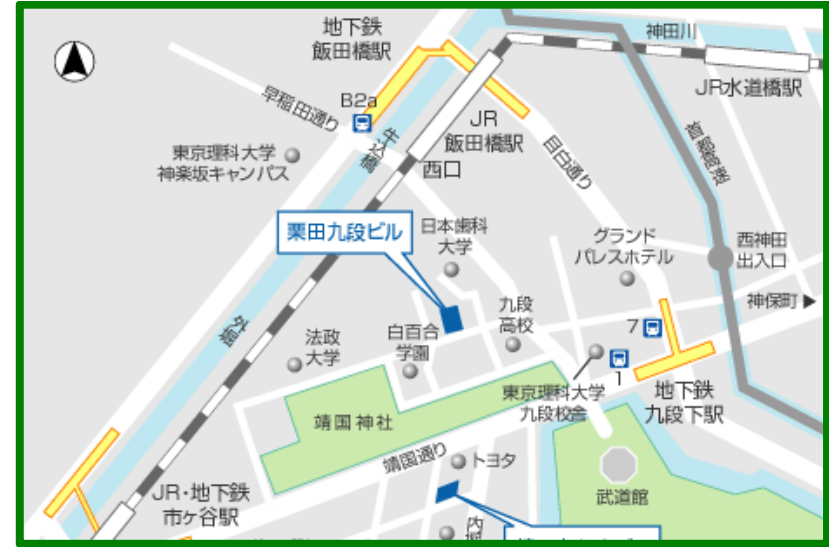 地下鉄
飯田橋駅
神田川
JR水道橋駅
早稲田通り
B2a
牛込橋
JR
飯田橋駅
西口
目白通り
首都高速
東京理科大学
神楽坂キャンパス
栗田九段ビル
日本歯科
大学
グランド
パレスホテル
西神田
出入口
神保町
外堀
法政
大学
白百合
学園
九段
高校
7
1
東京理科大学
九段校舎
地下鉄
九段下駅
靖国神社
靖国通り
トヨタ
武道館
JR・地下鉄
市ヶ谷駅
内